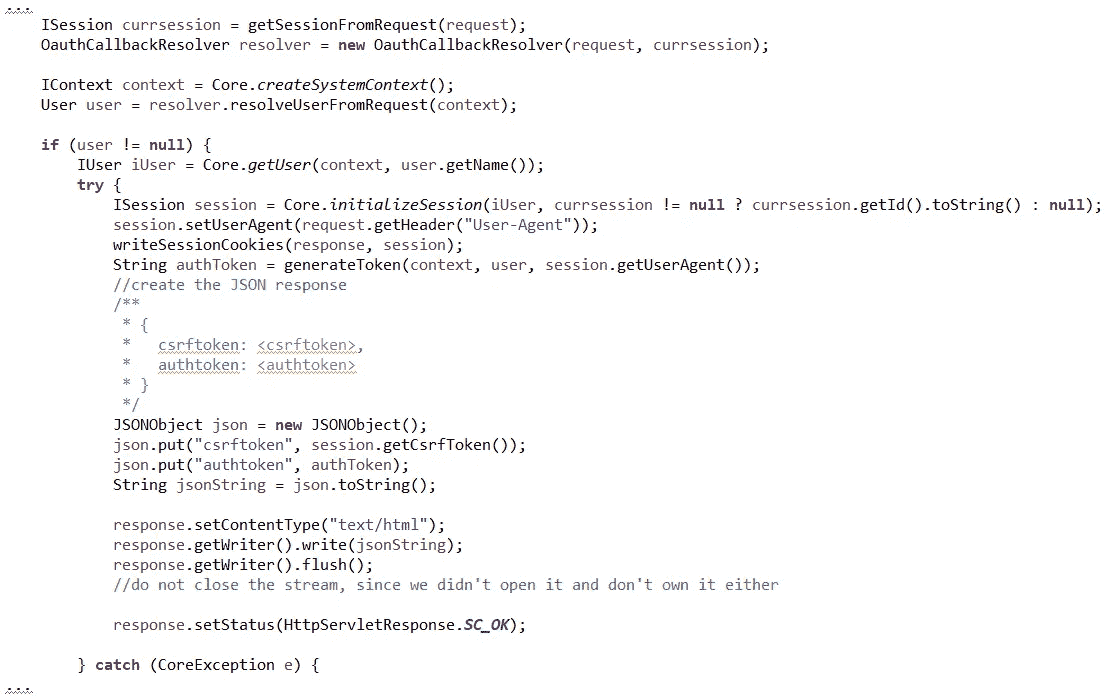 ...
ISession currsession = getSessionFromRequest(request);
OauthCallbackResolver resolver = new OauthCallbackResolver(request, currsession);

IContext context = Core.createSystemContext();
User user = resolver.resolveUserFromRequest(context);

if (user != null) {
    IUser iUser = Core.getUser(context, user.getName());
    try {
        ISession session = Core.initializeSession(iUser, currsession != null ? currsession.getId().toString() : null);
        session.setUserAgent(request.getHeader("User-Agent"));
        writeSessionCookies(response, session);
        String authToken = generateToken(context, user, session.getUserAgent());
        //create the JSON response
        /**
         * {
         *   csrftoken: <csrftoken>,
         *   authtoken: <authtoken>
         * }
         */
        JSONObject json = new JSONObject();
        json.put("csrftoken", session.getCsrfToken());
        json.put("authtoken", authToken);
        String jsonString = json.toString();

        response.setContentType("text/html");
        response.getWriter().write(jsonString);
        response.getWriter().flush();
        //do not close the stream, since we didn't open it and don't own it either

        response.setStatus(HttpServletResponse.SC_OK);

    } catch (CoreException e) {
...